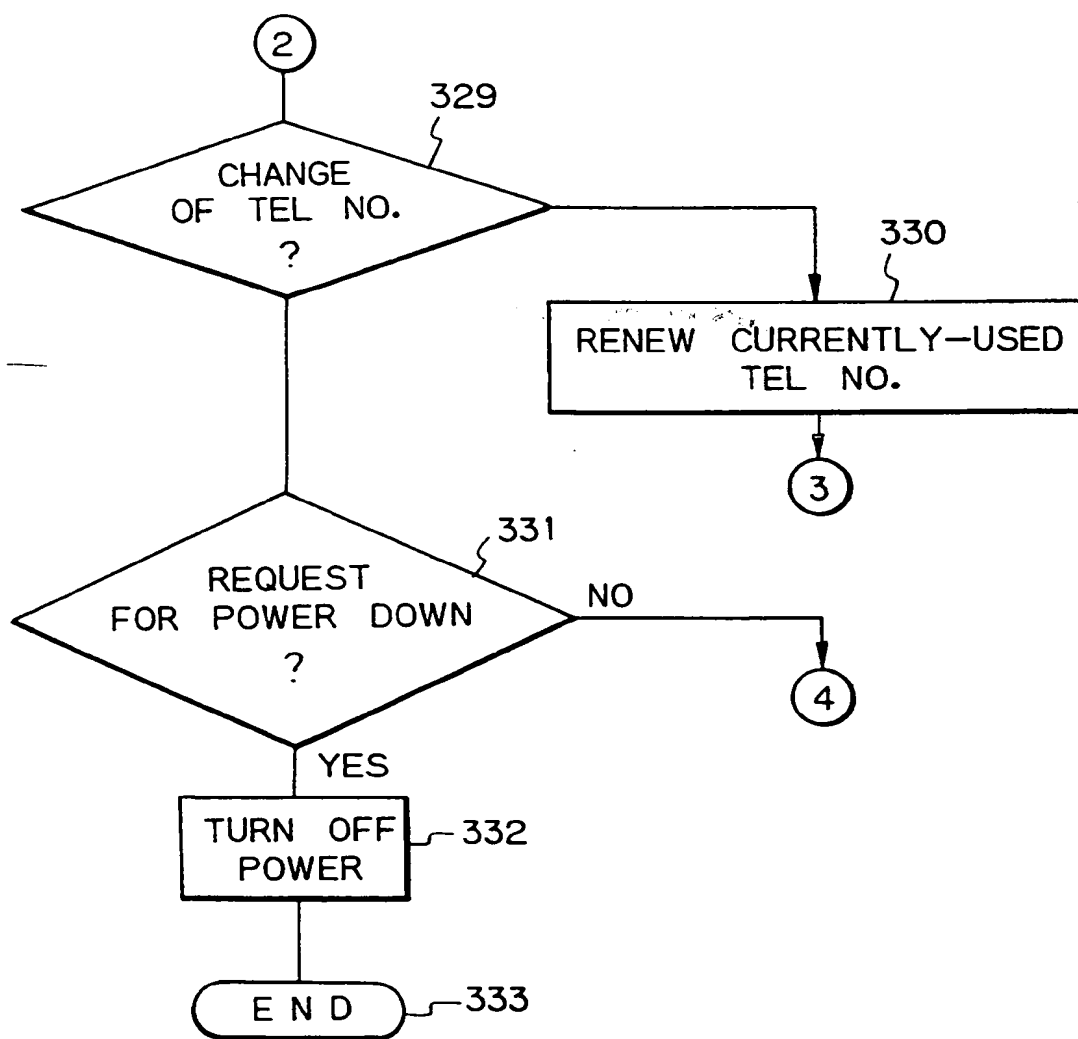 2
329
CHANGE
OF TEL NO.
?
330
RENEW CURRENTLY-USED
TEL NO.
3
331
REQUEST
FOR POWER DOWN
?
NO
4
YES
TURN OFF
POWER
332
END
333